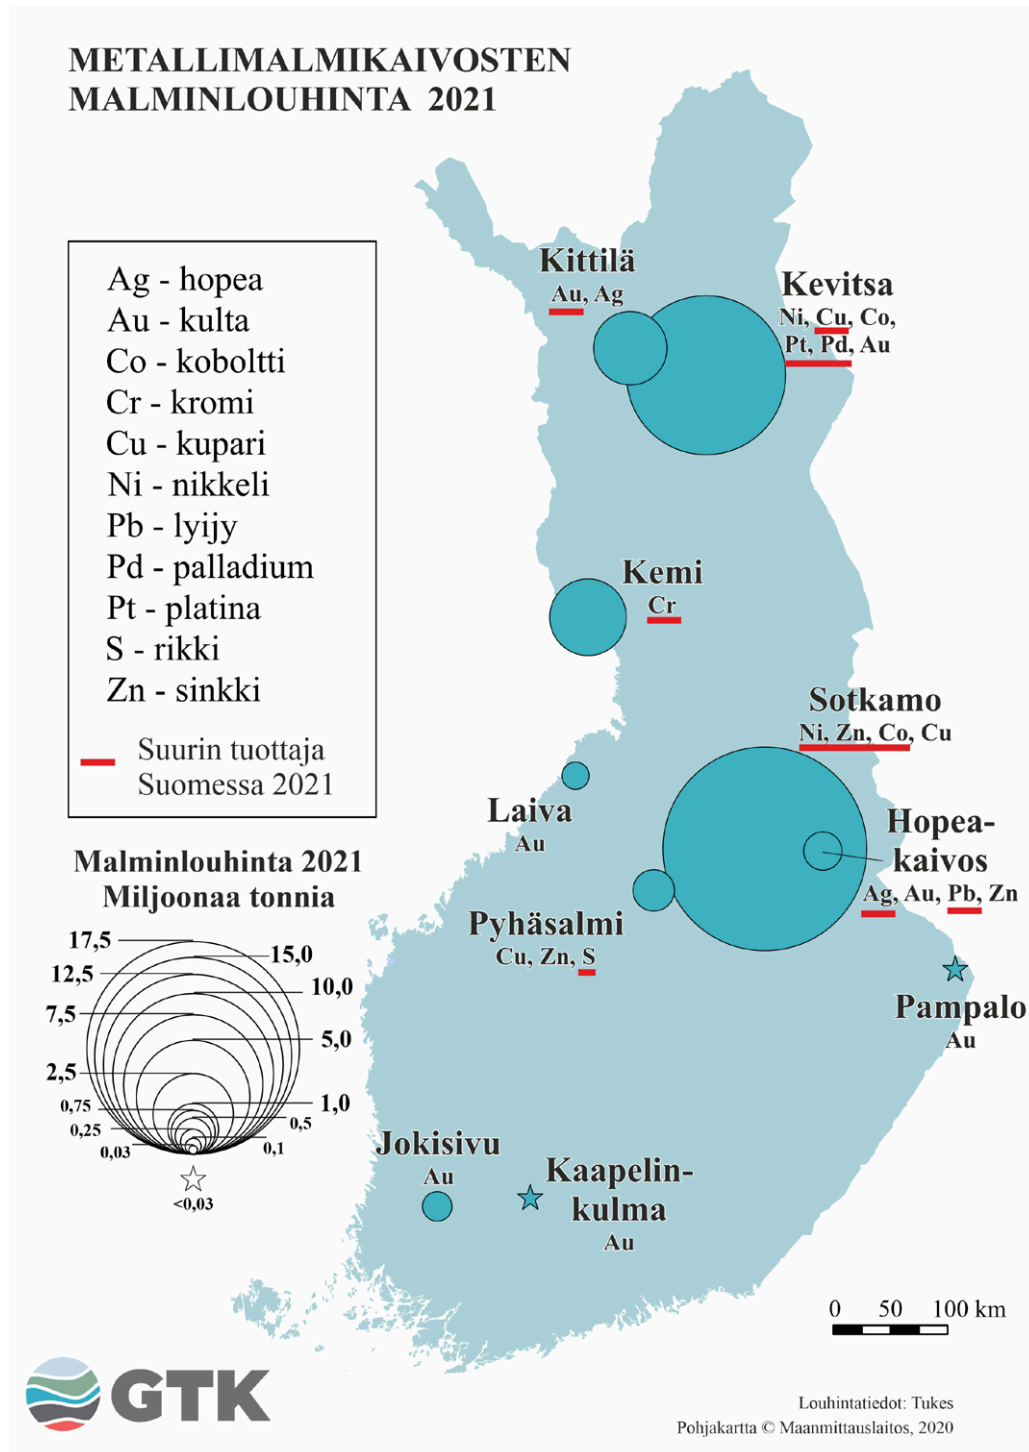 METALLIMALMIKAIVOSTEN
MALMINLOUHINTA 2021
Ag - hopea
Au - kulta
Co - koboltti
Cr - kromi
Cu - kupari
Ni - nikkeli
Pb - lyijy
Pd - palladium
Pt - platina
S - rikki
Zn - sinkki
Suurin tuottaja
Suomessa 2021
Malminlouhinta 2021
Miljoonaa tonnia
17,5
15,0
12,5
10,0
7,5
5,0
2,5
1,0
0,75
0,5
0,25
0,1
0,03
<0,03
Kittilä
Au, Ag
Kevitsa
Ni, Cu, Co,
Pt, Pd, Au
Kemi
Cr
Sotkamo
Ni, Zn, Co, Cu
Laiva
Au
Hopea-
kaivos
Ag, Au, Pb, Zn
Pyhäsalmi
Cu, Zn, S
Pampalo
Au
Jokisivu
Au
Kaapelin-
kulma
Au
0 50 100 km
GTK
Louhintatiedot: Tukes
Pohjakartta © Maanmittauslaitos, 2020